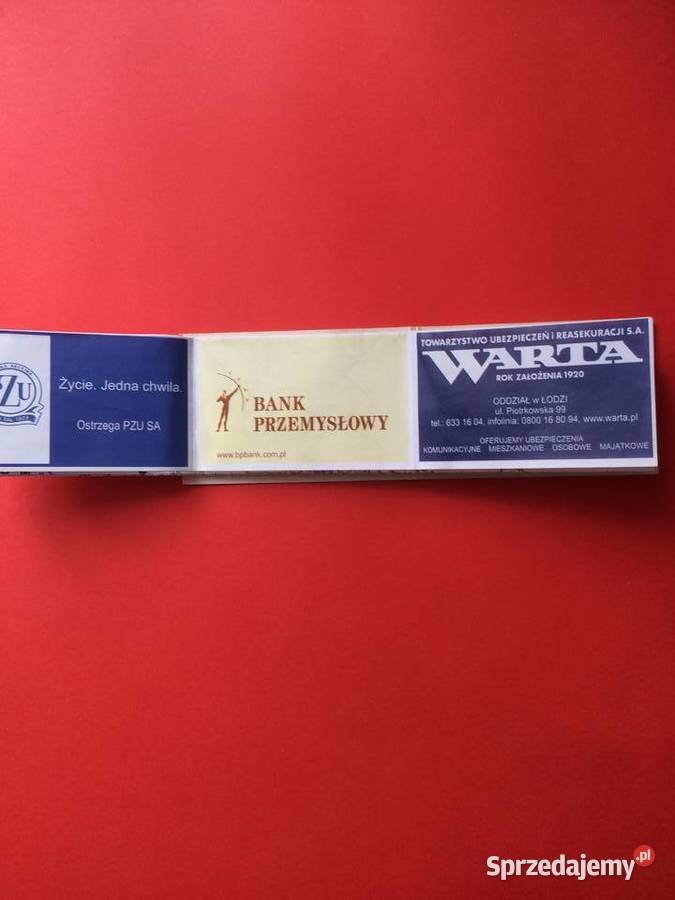 ZU
Życie. Jedna chwila.
Ostrzega PZU SA
BANK
PRZEMYSŁOWY
www.bpbank.com.pl
TOWARZYSTWO UBEZPIECZEŃ i REASEKURACJI S.A.
WARTA
ROK ZAŁOŻENIA 1920
ODDZIAŁ w ŁODZI
ul. Piotrkowska 99
tel.: 633 16 04, infolinia: 0800 16 80 94, www.warta.pl
OFERUJEMY UBEZPIECZENIA
KOMUNIKACYJNE MIESZKANIOWE OSOBOWE MAJĄTKOWE
Sprzedajemy.pl